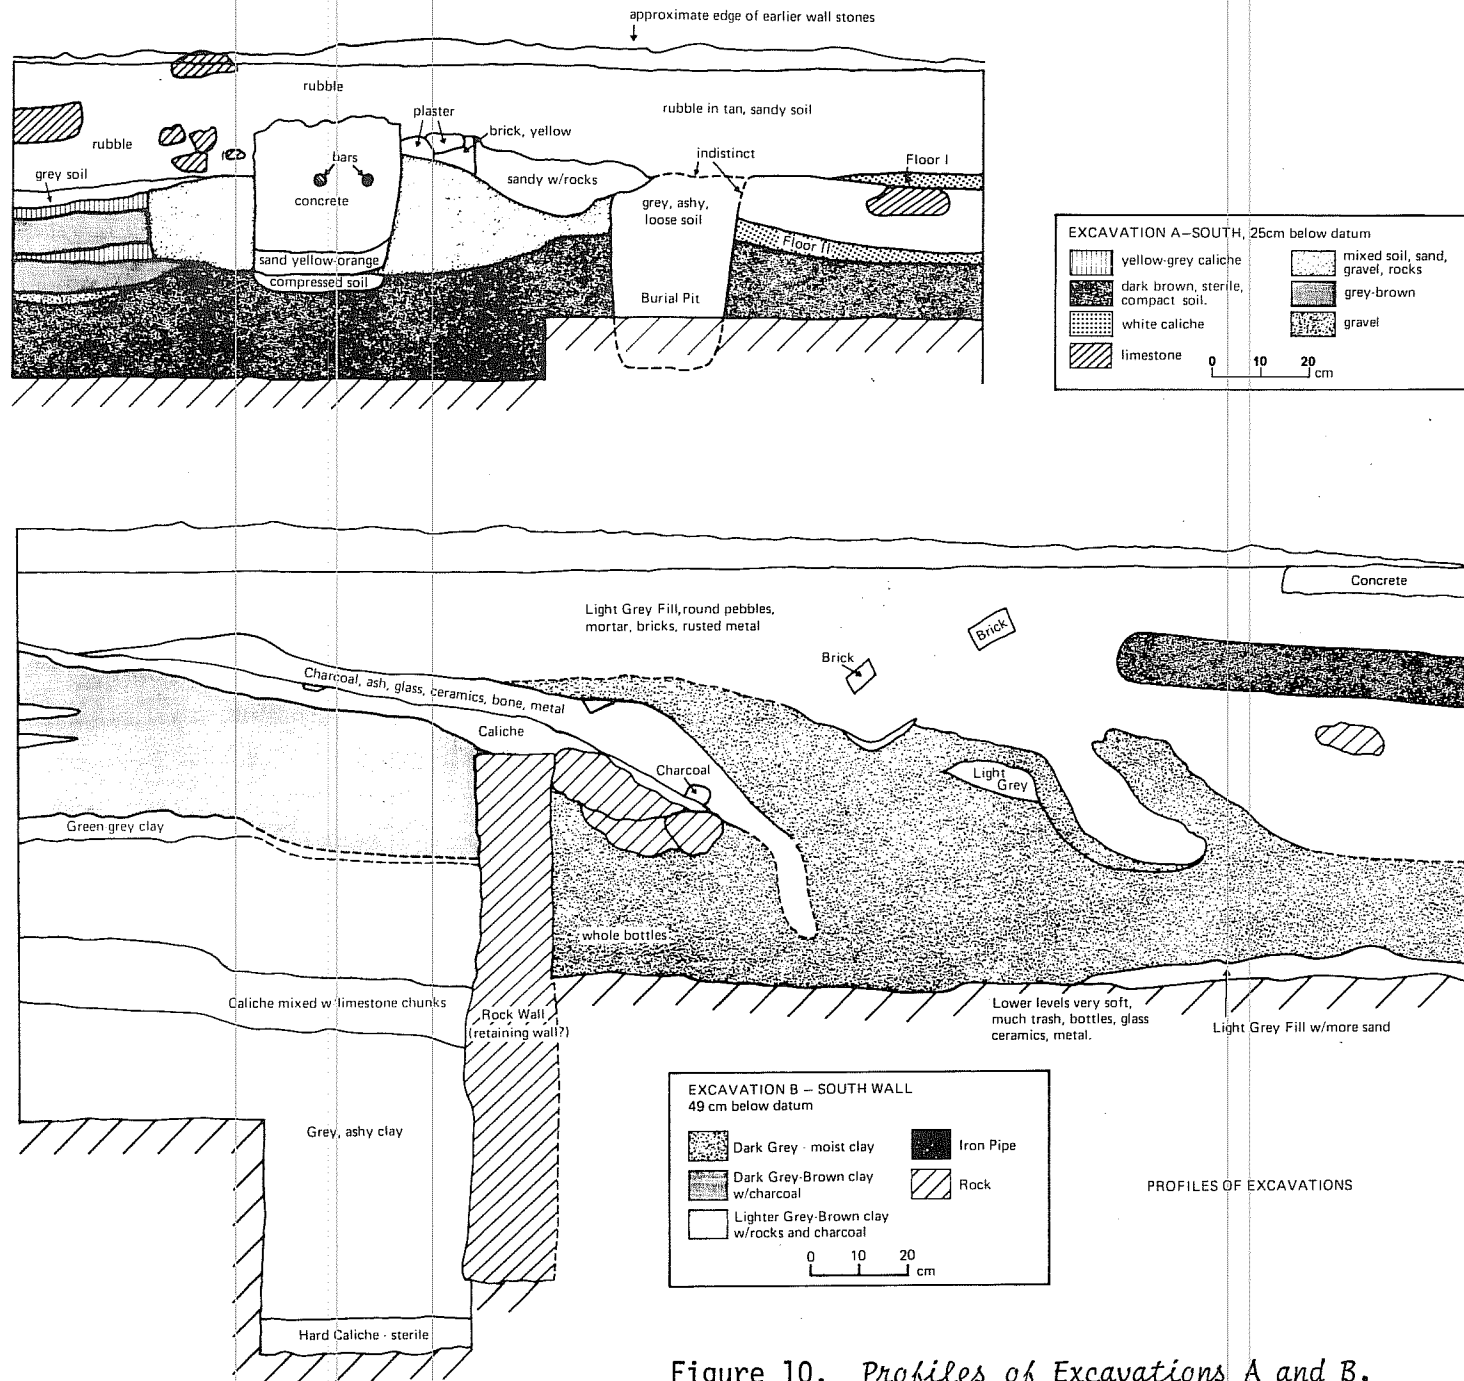 approximate edge of earlier wall stones
rubble
rubble in tan, sandy soil
plaster
brick, yellow
rubble
indistinct
Floor I
bars
grey soil
sandy w/rocks
concrete
grey, ashy,
loose soil
Floor II
sand yellow-orange
compressed soil
Burial Pit
EXCAVATION A–SOUTH, 25cm below datum
yellow-grey caliche
dark brown, sterile,
compact soil.
white caliche
limestone
mixed soil, sand,
gravel, rocks
grey-brown
gravel
0 10 20
cm
Concrete
Light Grey Fill, round pebbles,
mortar, bricks, rusted metal
Brick
Brick
Charcoal, ash, glass, ceramics, bone, metal
Caliche
Charcoal
Light
Grey
Green-grey clay
whole bottles
Caliche mixed w limestone chunks
Rock Wall
(retaining wall?)
Lower levels very soft,
much trash, bottles, glass
ceramics, metal.
Light Grey Fill w/more sand
Grey, ashy clay
Hard Caliche - sterile
EXCAVATION B – SOUTH WALL
49 cm below datum
Dark Grey - moist clay
Dark Grey-Brown clay
w/charcoal
Lighter Grey-Brown clay
w/rocks and charcoal
Iron Pipe
Rock
0 10 20
cm
PROFILES OF EXCAVATIONS
Figure 10. Profiles of Excavations A and B.